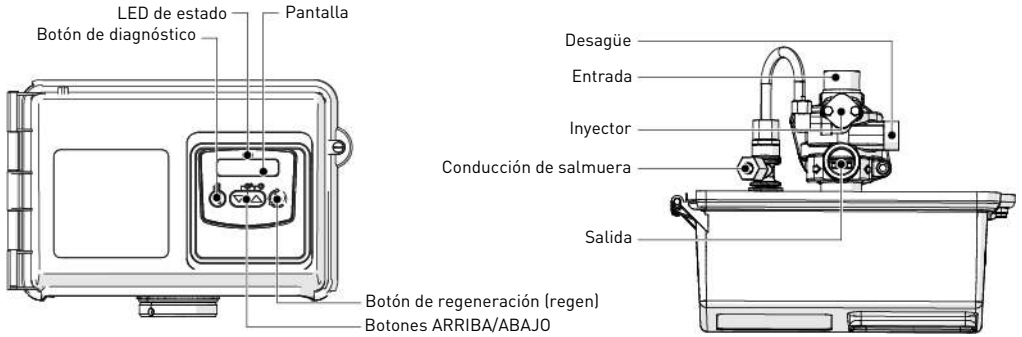 LED de estado
Pantalla
Botón de diagnóstico
Botón de regeneración (regen)
Botones ARRIBA/ABAJO
Desagüe
Entrada
Inyector
Conducción de salmuera
Salida